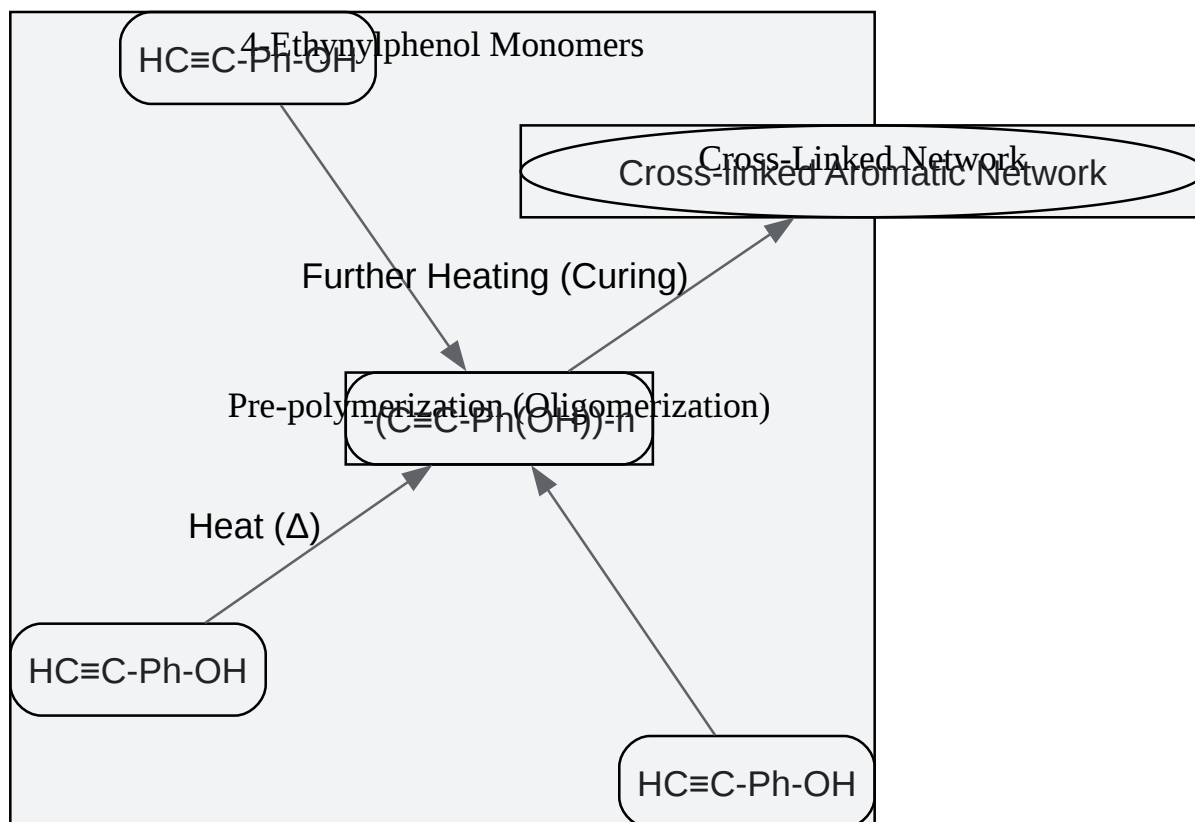 4-Ethynylphenol Monomers
HC≡C-Ph-OH
Cross-Linked Network
Cross-linked Aromatic Network
Further Heating (Curing)
Pre-polymerization (Oligomerization)
-(C≡C-Ph(OH))-n
Heat (Δ)
HC≡C-Ph-OH
HC≡C-Ph-OH